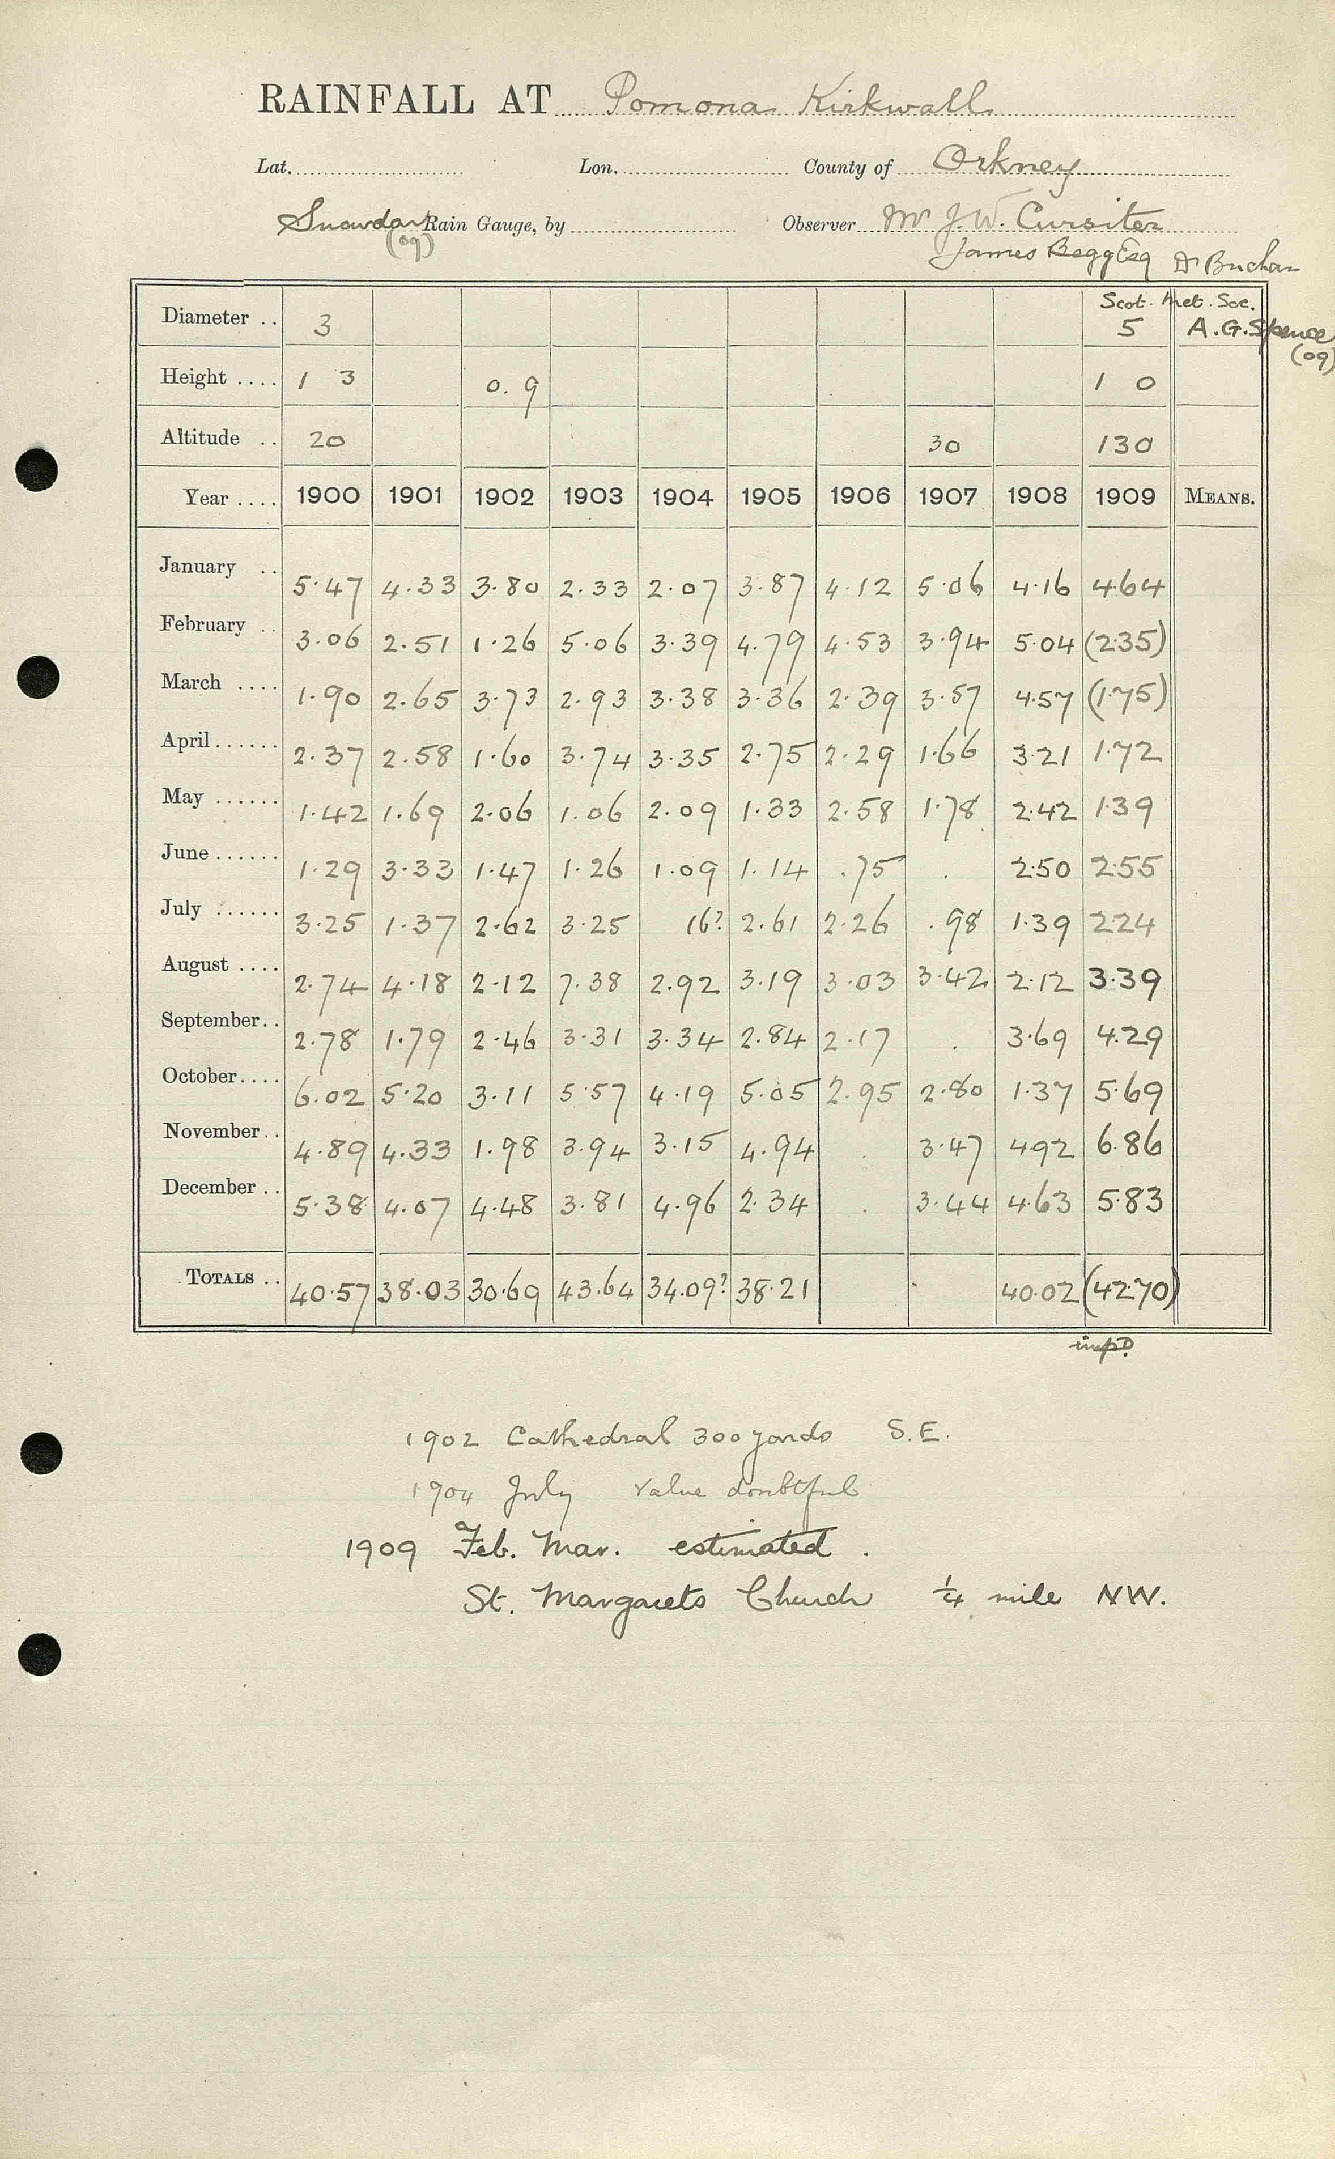 RAINFALL AT Pomona Kirkwall
Lat. Lon. County of Orkney
Snowdon Rain Gauge, by Observer Mr J. W. Cursiter
(09) James Begg Esq Dr Buchan
Scot. Met. Soc.
Diameter .. 3 5 A. G. Spence
(09)
Height .... 1 3 0. 9 1 0
Altitude .. 20 30 130
Year .... 1900 1901 1902 1903 1904 1905 1906 1907 1908 1909 MEANS.
January .. 5.47 4.33 3.80 2.33 2.07 3.87 4.12 5.06 4.16 4.64
February .. 3.06 2.51 1.26 5.06 3.39 4.79 4.53 3.94 5.04 (2.35)
March .... 1.90 2.65 3.73 2.93 3.38 3.36 2.39 3.57 4.57 (1.75)
April ...... 2.37 2.58 1.60 3.74 3.35 2.75 2.29 1.66 3.21 1.72
May ...... 1.42 1.69 2.06 1.06 2.09 1.33 2.58 1.78 2.42 1.39
June ...... 1.29 3.33 1.47 1.26 1.09 1.14 .75 . 2.50 2.55
July ...... 3.25 1.37 2.62 3.25 16? 2.61 2.26 .98 1.39 2.24
August .... 2.74 4.18 2.12 7.38 2.92 3.19 3.03 3.42 2.12 3.39
September .. 2.78 1.79 2.46 3.31 3.34 2.84 2.17 . 3.69 4.29
October .... 6.02 5.20 3.11 5.57 4.19 5.05 2.95 2.80 1.37 5.69
November .. 4.89 4.33 1.98 3.94 3.15 4.94 . 3.47 4.92 6.86
December .. 5.38 4.07 4.48 3.81 4.96 2.34 . 3.44 4.63 5.83
TOTALS .. 40.57 38.03 30.69 43.64 34.09? 38.21 . 40.02 (42.70)
1902 Cathedral 300 yards S.E.
1904 July Value doubtful
1909 Feb. Mar. estimated .
St. Margarets Church ¼ mile NW.